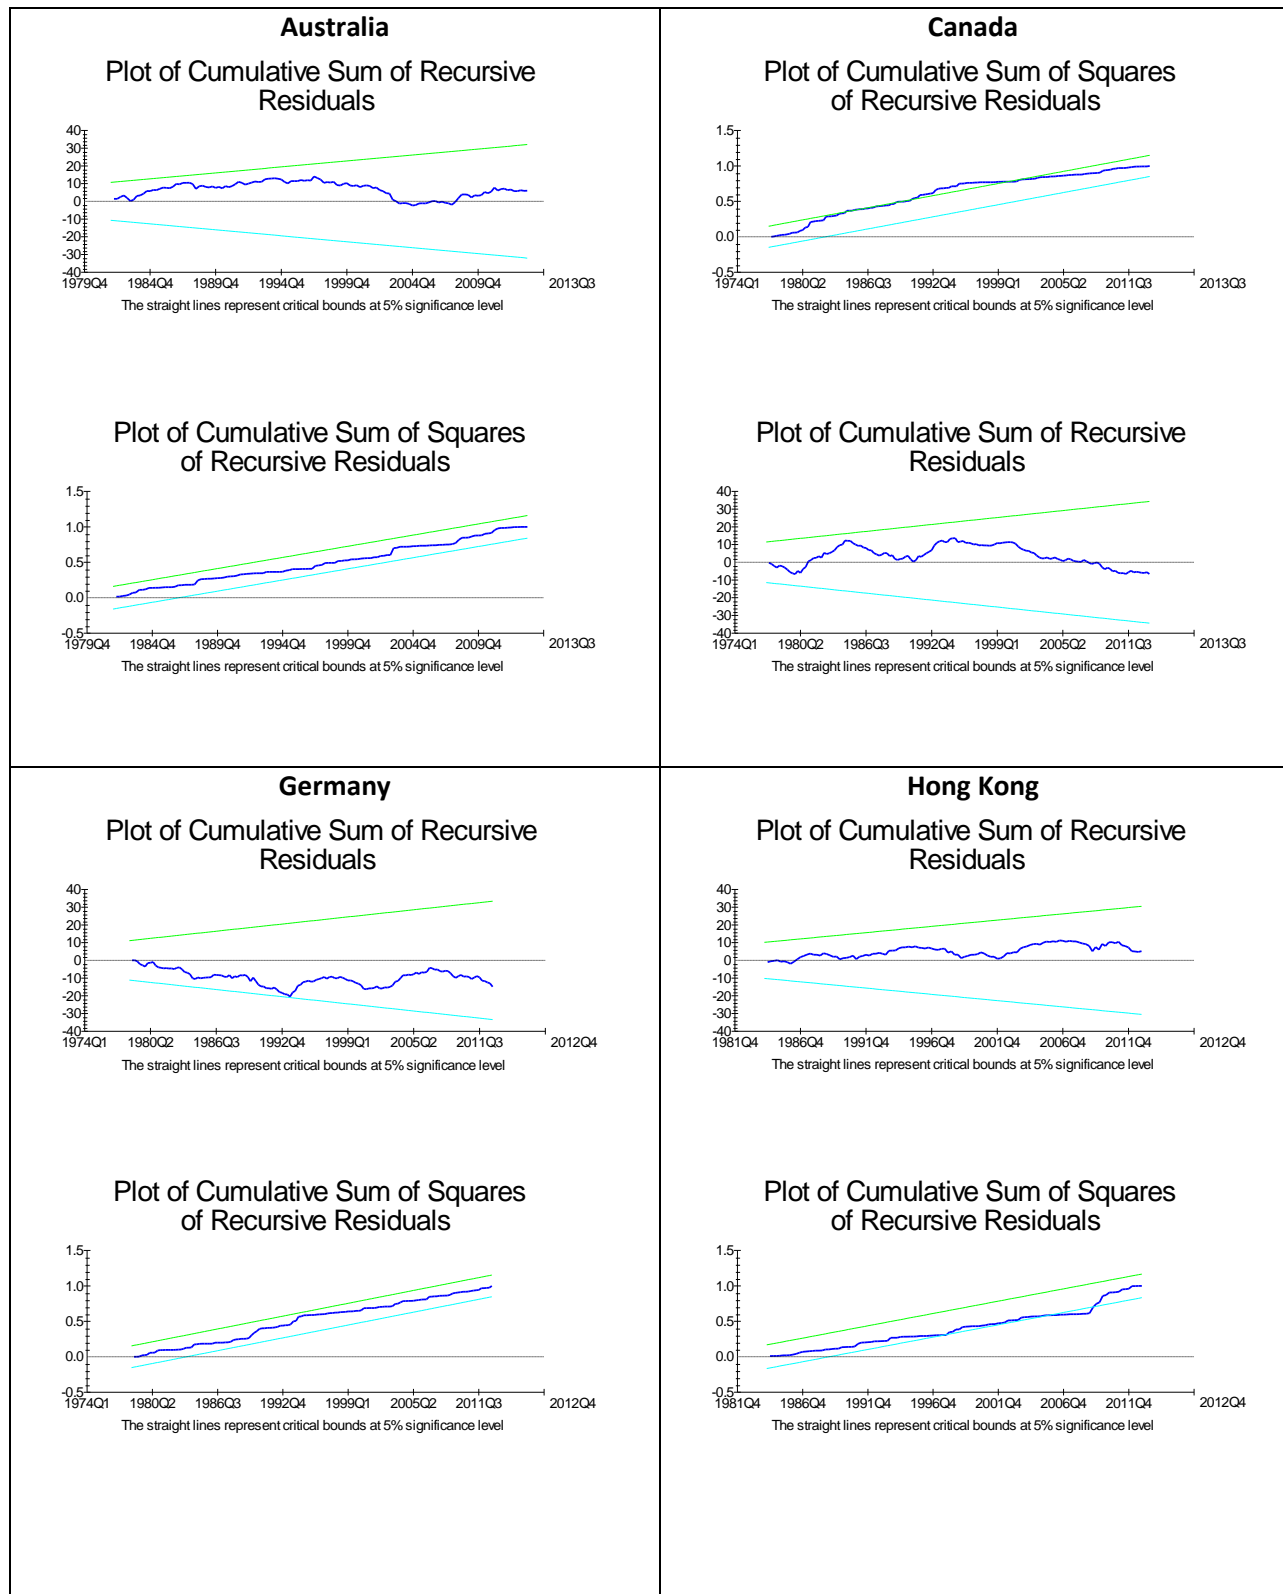 Australia
Plot of Cumulative Sum of Recursive
Residuals
40
30
20
10
0
-10
-20
-30
-40
1979Q4 1984Q4 1989Q4 1994Q4 1999Q4 2004Q4 2009Q4 2013Q3
The straight lines represent critical bounds at 5% significance level
Plot of Cumulative Sum of Squares
of Recursive Residuals
1.5
1.0
0.5
0.0
-0.5
1979Q4 1984Q4 1989Q4 1994Q4 1999Q4 2004Q4 2009Q4 2013Q3
The straight lines represent critical bounds at 5% significance level
Canada
Plot of Cumulative Sum of Squares
of Recursive Residuals
1.5
1.0
0.5
0.0
-0.5
1974Q1 1980Q2 1986Q3 1992Q4 1999Q1 2005Q2 2011Q3 2013Q3
The straight lines represent critical bounds at 5% significance level
Plot of Cumulative Sum of Recursive
Residuals
40
30
20
10
0
-10
-20
-30
-40
1974Q1 1980Q2 1986Q3 1992Q4 1999Q1 2005Q2 2011Q3 2013Q3
The straight lines represent critical bounds at 5% significance level
Germany
Plot of Cumulative Sum of Recursive
Residuals
40
30
20
10
0
-10
-20
-30
-40
1974Q1 1980Q2 1986Q3 1992Q4 1999Q1 2005Q2 2011Q3 2012Q4
The straight lines represent critical bounds at 5% significance level
Plot of Cumulative Sum of Squares
of Recursive Residuals
1.5
1.0
0.5
0.0
-0.5
1974Q1 1980Q2 1986Q3 1992Q4 1999Q1 2005Q2 2011Q3 2012Q4
The straight lines represent critical bounds at 5% significance level
Hong Kong
Plot of Cumulative Sum of Recursive
Residuals
40
30
20
10
0
-10
-20
-30
-40
1981Q4 1986Q4 1991Q4 1996Q4 2001Q4 2006Q4 2011Q4 2012Q4
The straight lines represent critical bounds at 5% significance level
Plot of Cumulative Sum of Squares
of Recursive Residuals
1.5
1.0
0.5
0.0
-0.5
1981Q4 1986Q4 1991Q4 1996Q4 2001Q4 2006Q4 2011Q4 2012Q4
The straight lines represent critical bounds at 5% significance level